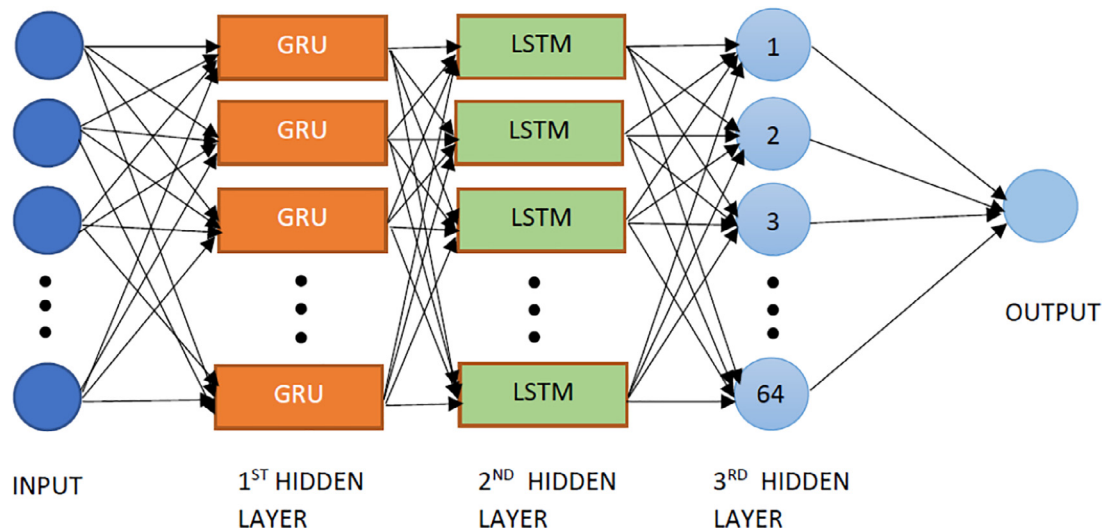 GRU LSTM 1
GRU LSTM 2
GRU LSTM 3
OUTPUT
GRU LSTM 64
INPUT
1ST HIDDEN
LAYER
2ND HIDDEN
LAYER
3RD HIDDEN
LAYER